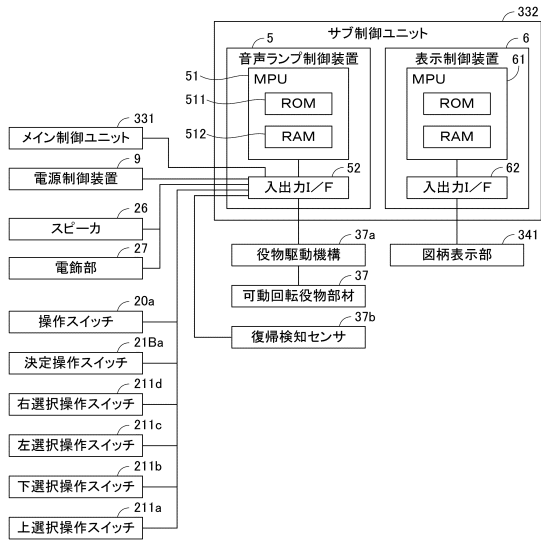 332
サブ制御ユニット
5
音声ランプ制御装置
51
MPU
511
ROM
512
RAM
52
入出力I/F
6
表示制御装置
61
MPU
ROM
RAM
62
入出力I/F
331
メイン制御ユニット
9
電源制御装置
26
スピーカ
27
電飾部
37a
役物駆動機構
37
可動回転役物部材
37b
復帰検知センサ
341
図柄表示部
20a
操作スイッチ
21Ba
決定操作スイッチ
211d
右選択操作スイッチ
211c
左選択操作スイッチ
211b
下選択操作スイッチ
211a
上選択操作スイッチ